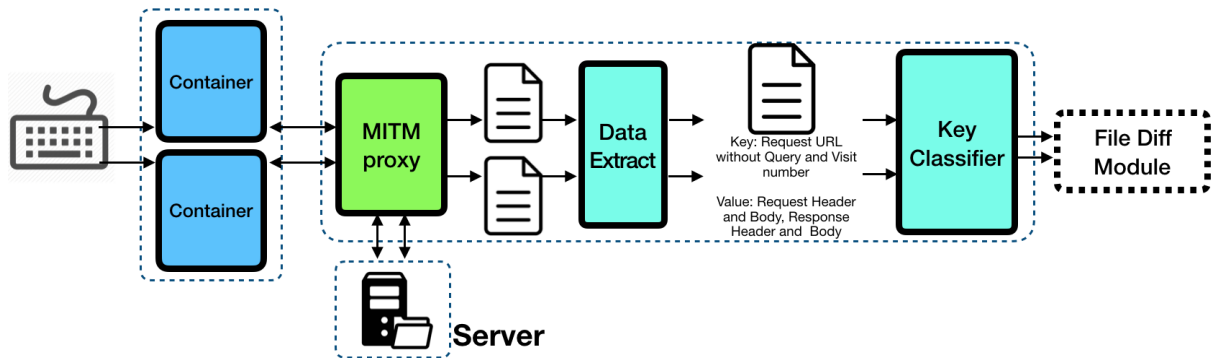 Container
Container
MITM
proxy
Data
Extract
Key: Request URL
without Query and Visit
number
Value: Request Header
and Body, Response
Header and Body
Key
Classifier
File Diff
Module
Server